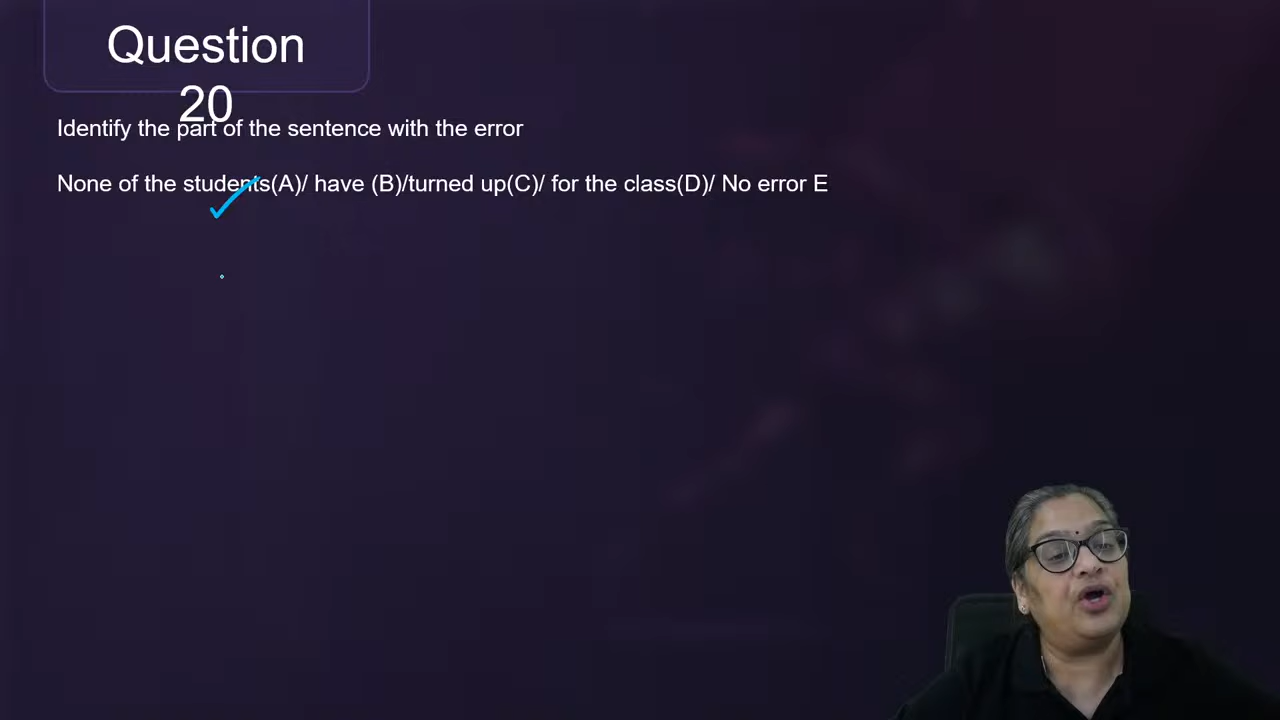 Question
20
Identify the part of the sentence with the error
None of the students(A)/ have (B)/turned up(C)/ for the class(D)/ No error E